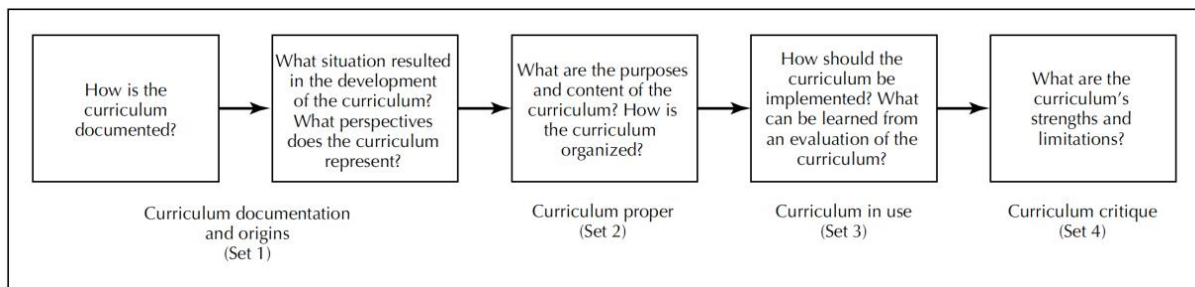 How is the
curriculum
documented?
What situation resulted
in the development
of the curriculum?
What perspectives
does the curriculum
represent?
What are the purposes
and content of the
curriculum? How is
the curriculum
organized?
How should the
curriculum be
implemented? What
can be learned from
an evaluation of the
curriculum?
What are the
curriculum's
strengths and
limitations?
Curriculum documentation
and origins
(Set 1)
Curriculum proper
(Set 2)
Curriculum in use
(Set 3)
Curriculum critique
(Set 4)